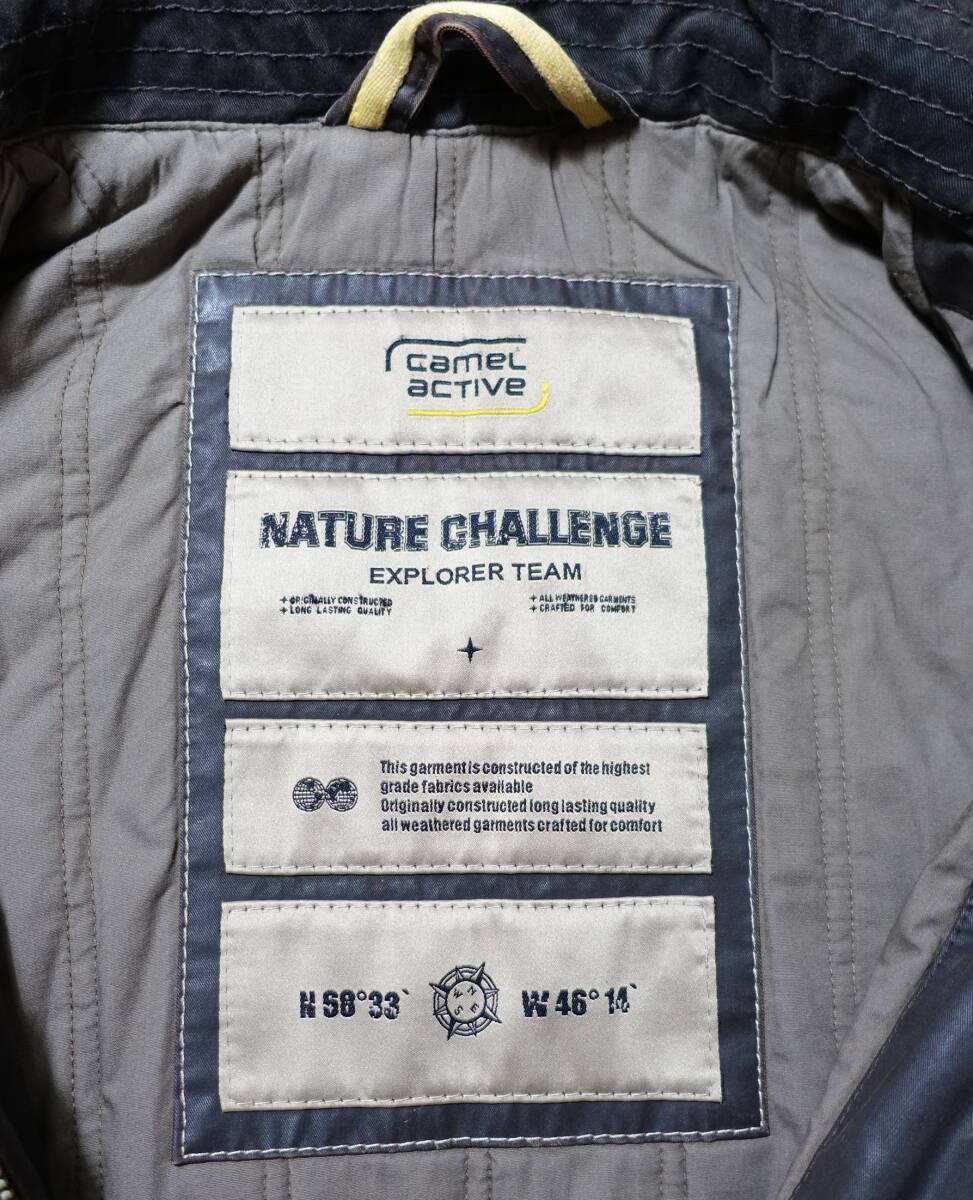 camel
active
NATURE CHALLENGE
EXPLORER TEAM
+ ORIGINALLY CONSTRUCTED
+ LONG LASTING QUALITY
+ ALL WEATHERED GARMENTS
+ CRAFTED FOR COMFORT
This garment is constructed of the highest
grade fabrics available
Originally constructed long lasting quality
all weathered garments crafted for comfort
N 68°33` N E S W W 46°14`